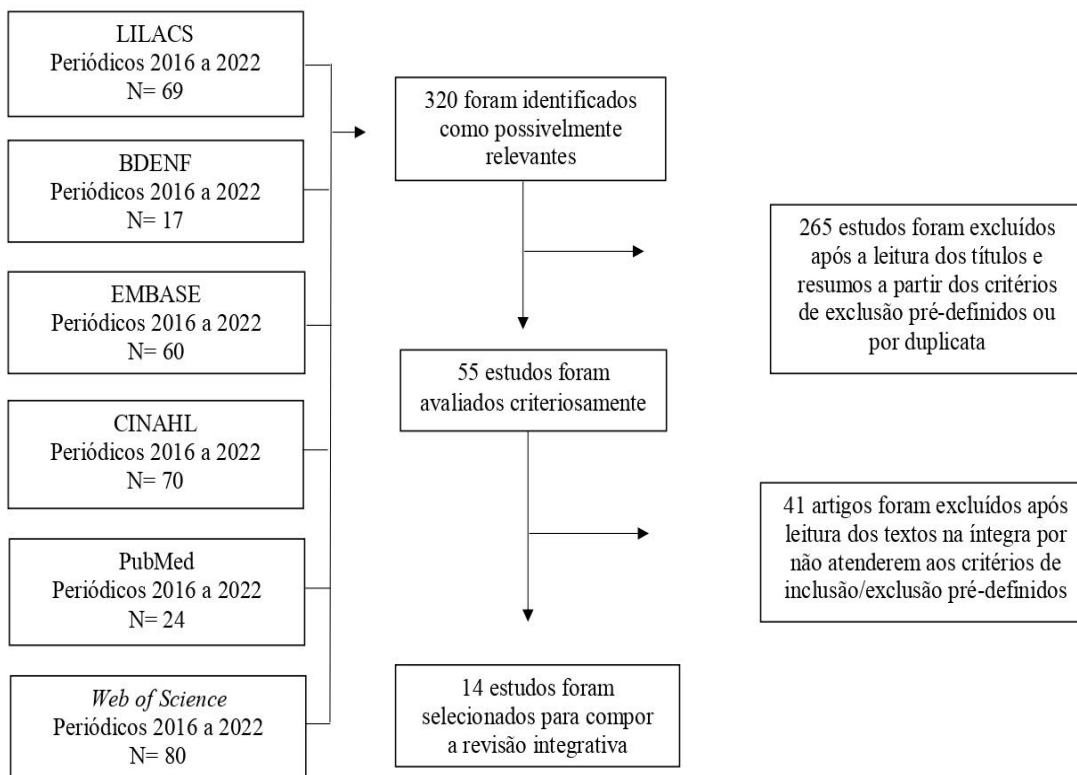 LILACS
Periódicos 2016 a 2022
N= 69
BDENF
Periódicos 2016 a 2022
N= 17
EMBASE
Periódicos 2016 a 2022
N= 60
CINAHL
Periódicos 2016 a 2022
N= 70
PubMed
Periódicos 2016 a 2022
N= 24
Web of Science
Periódicos 2016 a 2022
N= 80
320 foram identificados
como possivelmente
relevantes
265 estudos foram excluídos
após a leitura dos títulos e
resumos a partir dos critérios
de exclusão pré-definidos ou
por duplicata
55 estudos foram
avaliados criteriosamente
41 artigos foram excluídos após
leitura dos textos na íntegra por
não atenderem aos critérios de
inclusão/exclusão pré-definidos
14 estudos foram
selecionados para compor
a revisão integrativa